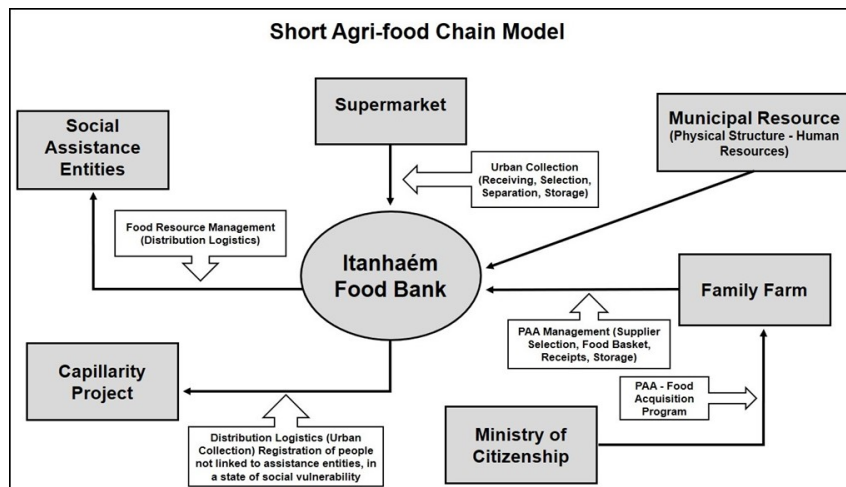 Short Agri-food Chain Model
Supermarket
Social
Assistance
Entities
Municipal Resource
(Physical Structure - Human
Resources)
Urban Collection
(Receiving, Selection,
Separation, Storage)
Food Resource Management
(Distribution Logistics)
Itanhaém
Food Bank
Family Farm
PAA Management (Supplier
Selection, Food Basket,
Receipts, Storage)
Capillarity
Project
PAA - Food
Acquisition
Program
Distribution Logistics (Urban
Collection) Registration of people
not linked to assistance entities, in
a state of social vulnerability
Ministry of
Citizenship